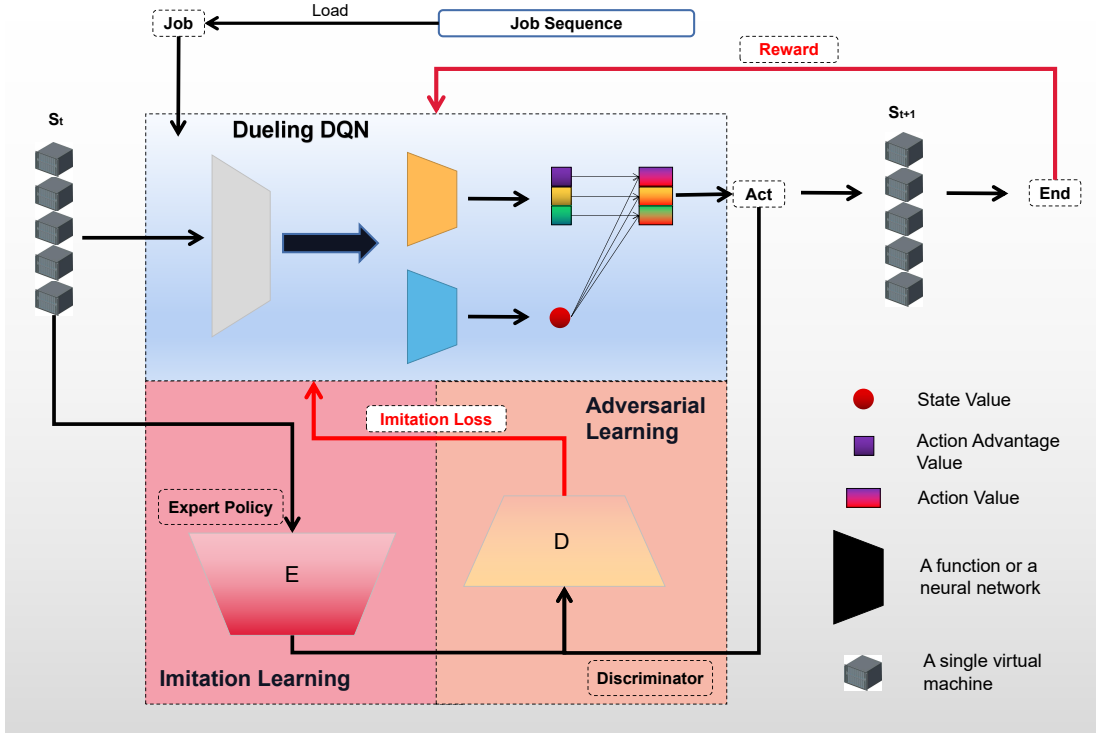 Job
Load
Job Sequence
Reward
St
Dueling DQN
St+1
Act
End
Imitation Loss
Adversarial
Learning
Expert Policy
E
D
Imitation Learning
Discriminator
State Value
Action Advantage
Value
Action Value
A function or a
neural network
A single virtual
machine